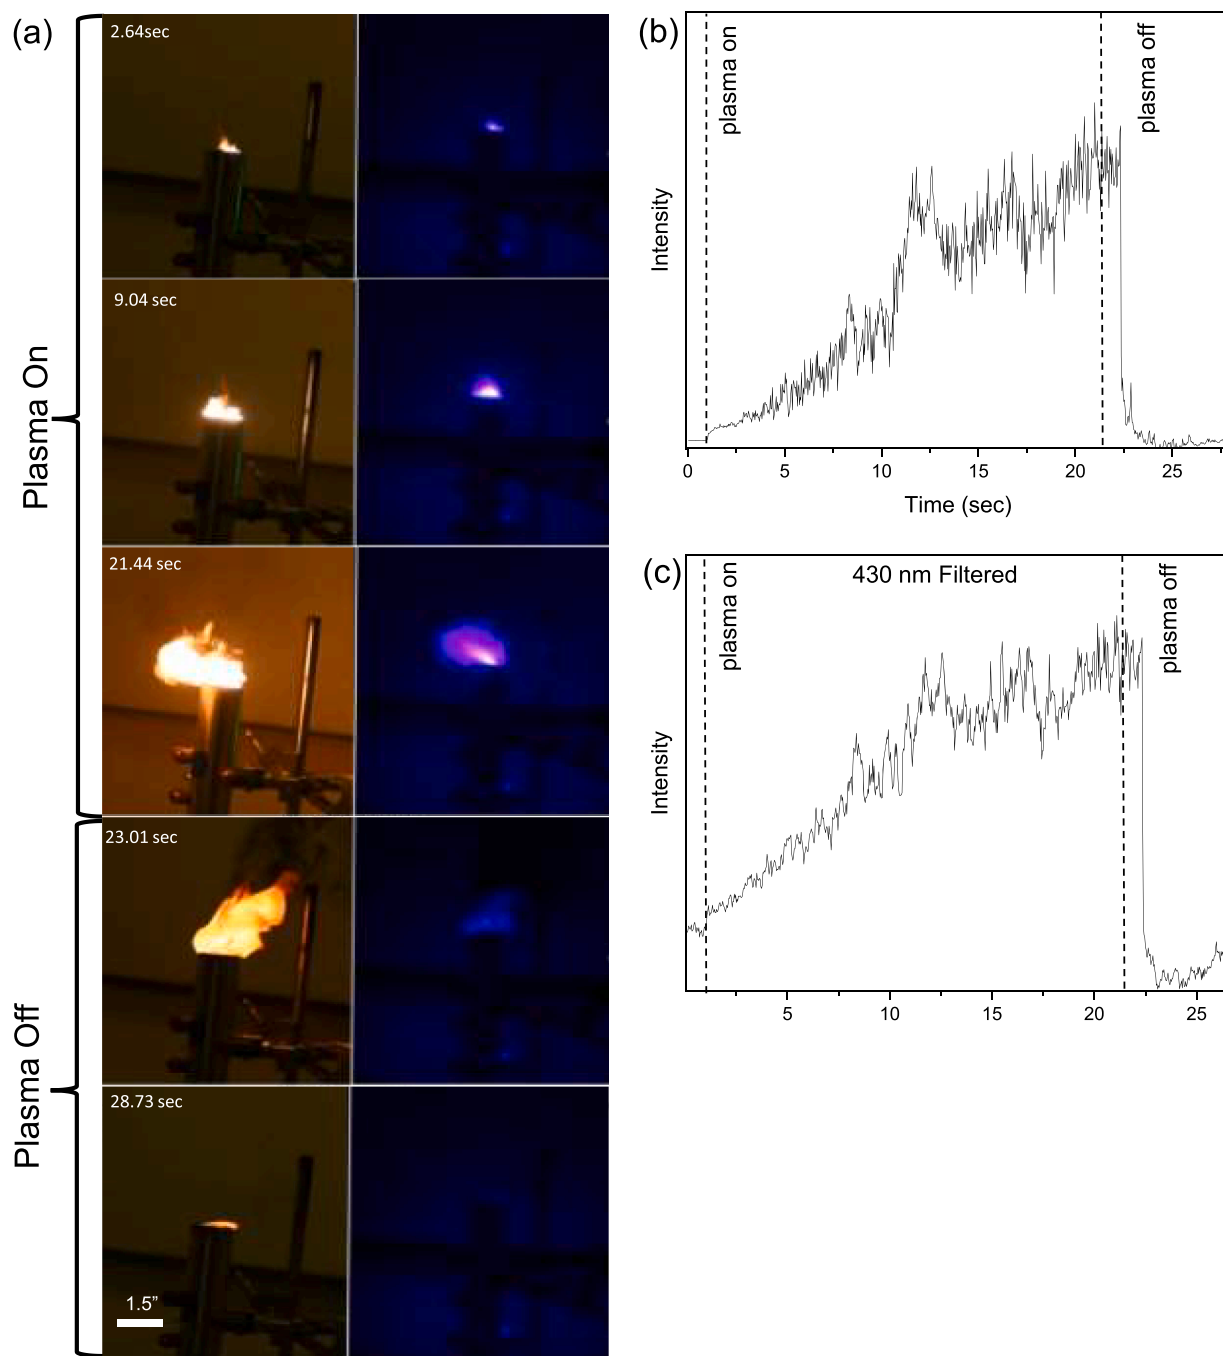 (a)
Plasma On
2.64sec
9.04 sec
21.44 sec
Plasma Off
23.01 sec
28.73 sec
1.5”
(b)
plasma on
plasma off
Intensity
0 5 10 15 20 25
Time (sec)
(c)
430 nm Filtered
plasma on
plasma off
Intensity
5 10 15 20 25